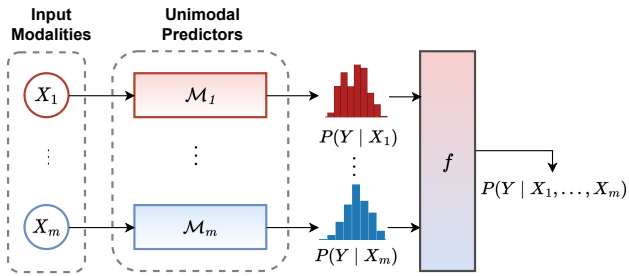 Input
Modalities
Unimodal
Predictors
X₁
ℳ₁
P(Y | X₁)
⋮
⋮
⋮
f
P(Y | X₁, ..., Xₘ)
Xₘ
ℳₘ
P(Y | Xₘ)